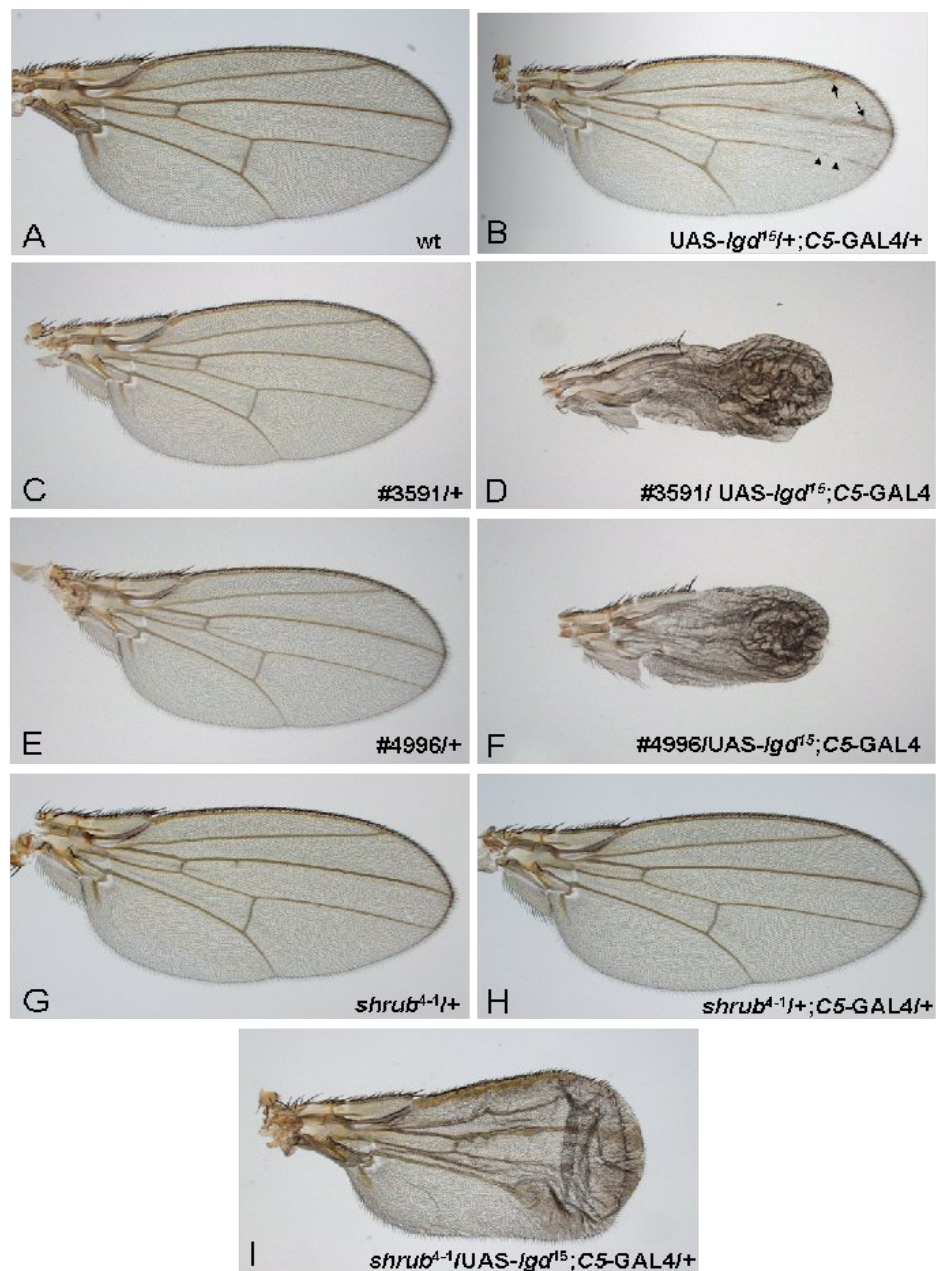 A
wt
B
UAS-lgd¹⁵/+;C5-GAL4/+
C
#3591/+
D
#3591/ UAS-lgd¹⁵;C5-GAL4
E
#4996/+
F
#4996/UAS-lgd¹⁵;C5-GAL4
G
shrub⁴⁻¹/+
H
shrub⁴⁻¹/+;C5-GAL4/+
I
shrub⁴⁻¹/UAS-lgd¹⁵;C5-GAL4/+